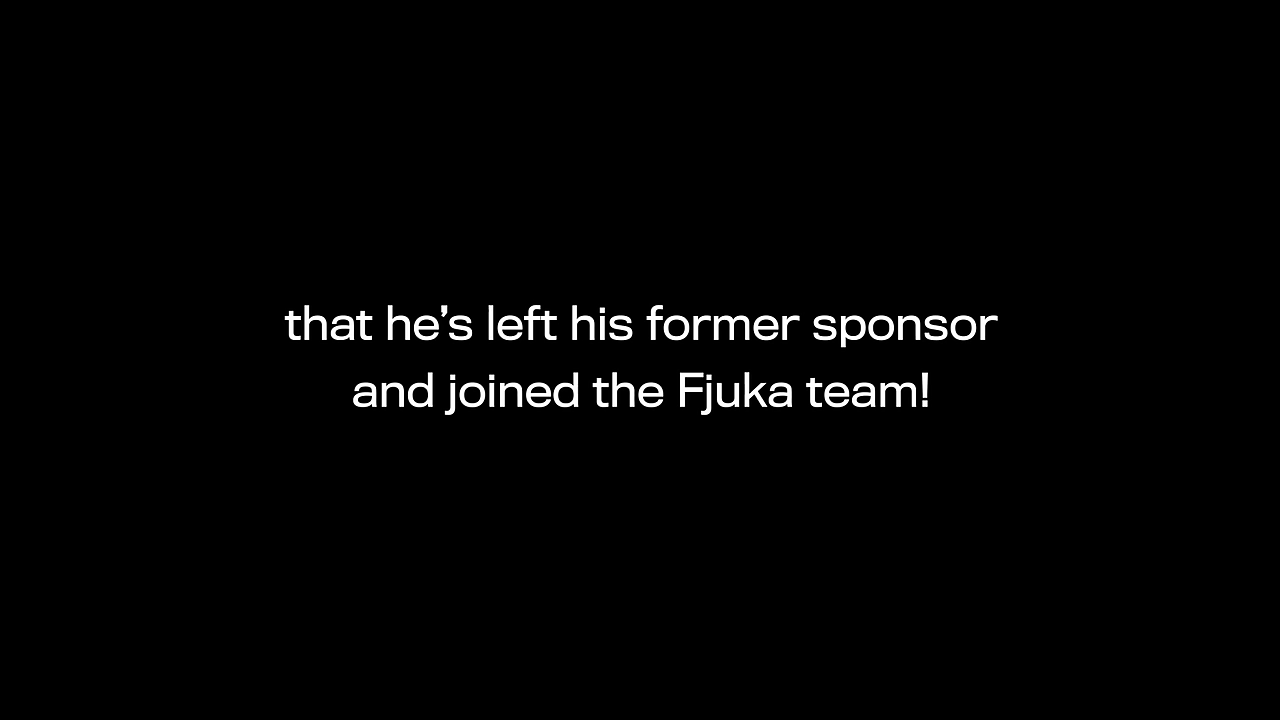 that he’s left his former sponsor
and joined the Fjuka team!